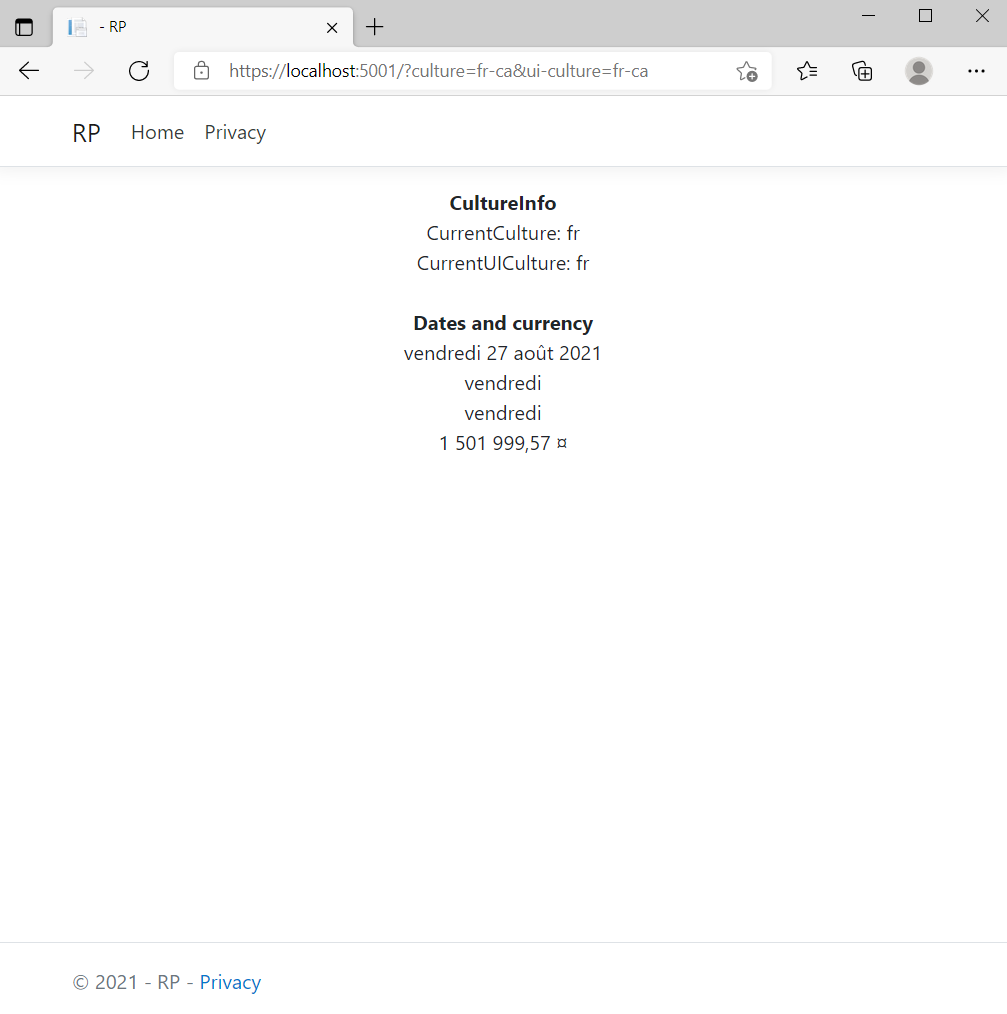 - RP
https://localhost:5001/?culture=fr-ca&ui-culture=fr-ca
RP Home Privacy
CultureInfo
CurrentCulture: fr
CurrentUICulture: fr
Dates and currency
vendredi 27 août 2021
vendredi
vendredi
1 501 999,57 ¤
© 2021 - RP - Privacy